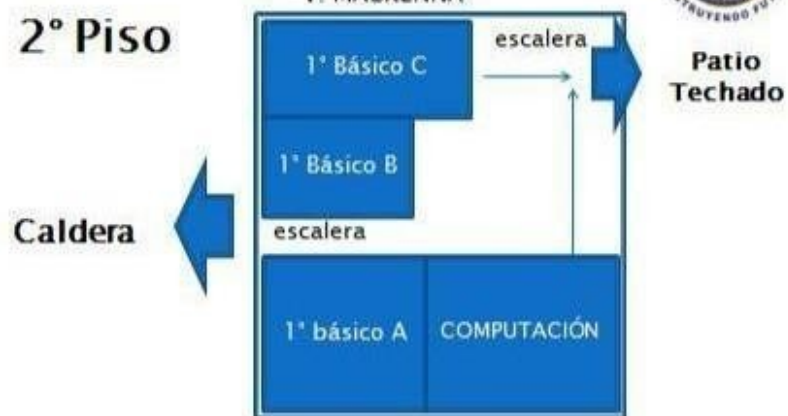 2° Piso
1° Básico C
escalera
Patio
Techado
1° Básico B
Caldera
escalera
1° básico A
COMPUTACIÓN